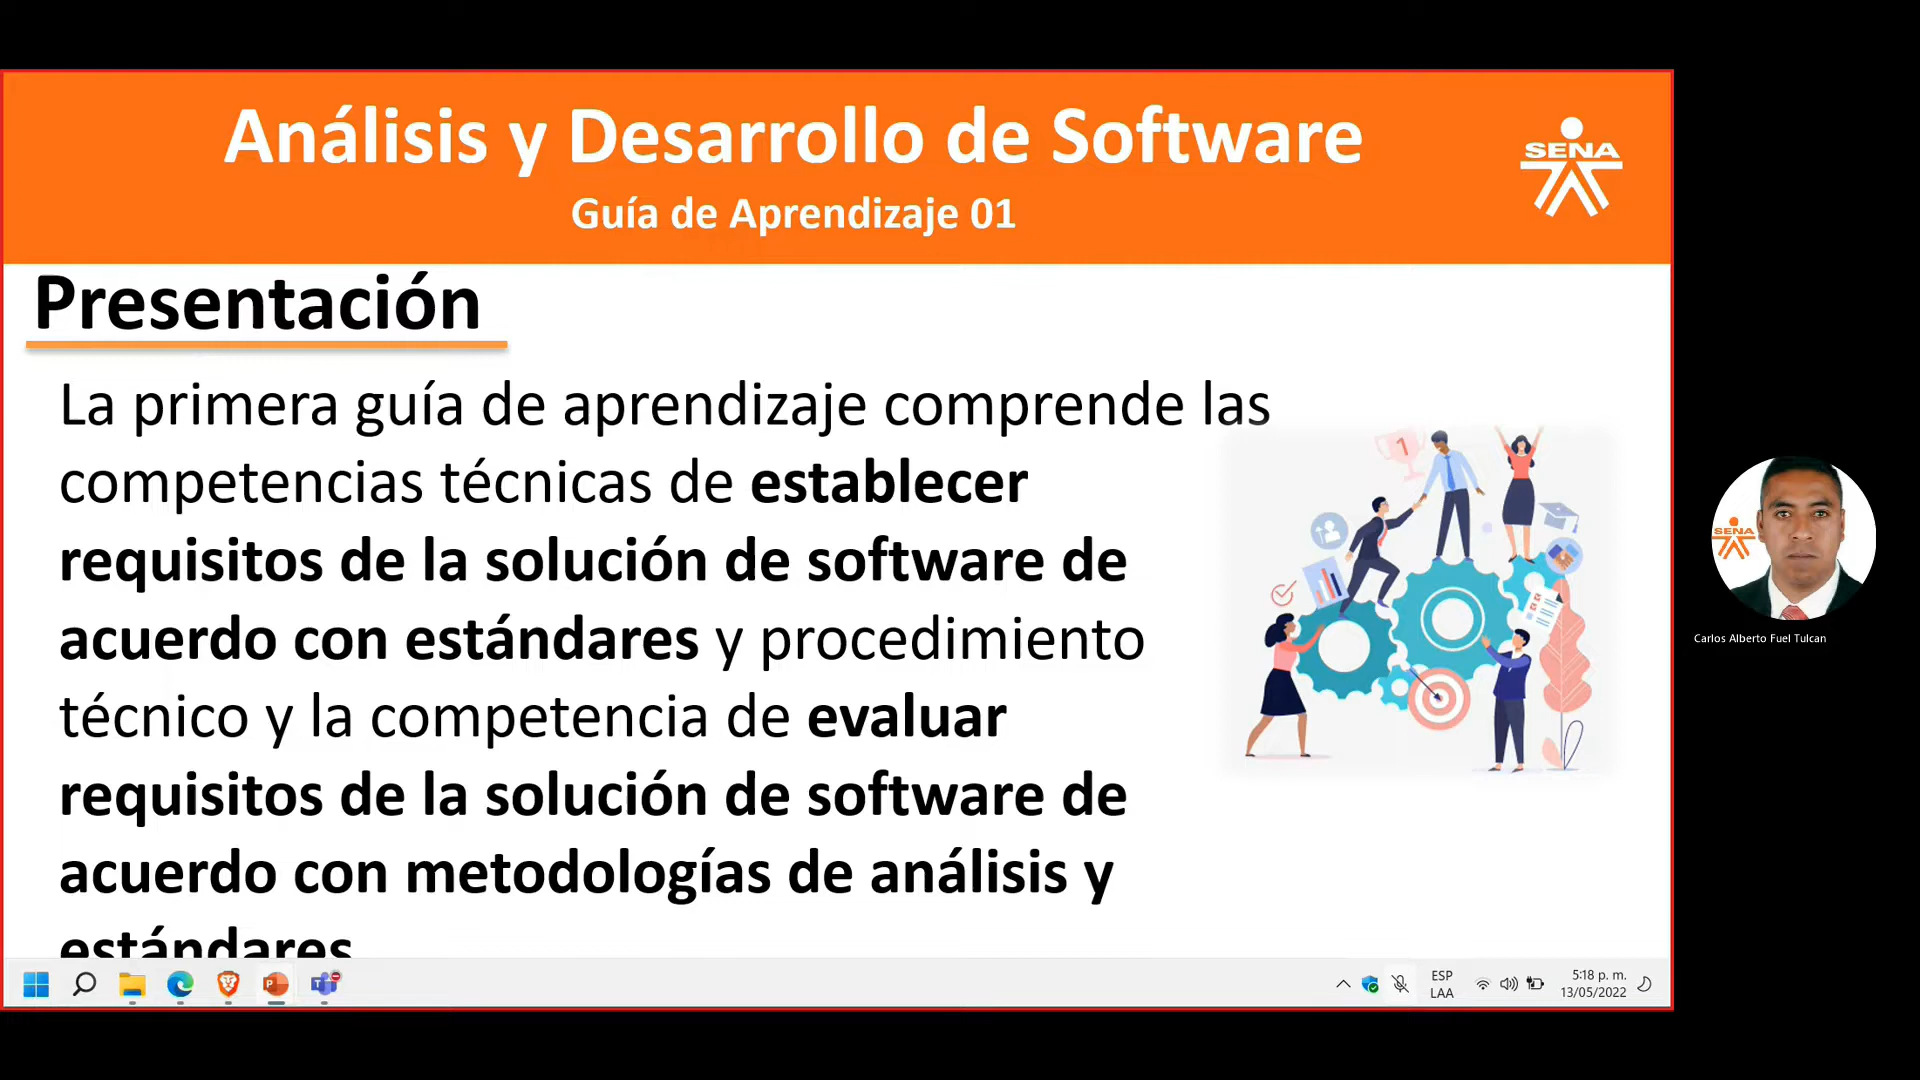 Análisis y Desarrollo de Software
Guía de Aprendizaje 01
SENA
Presentación
La primera guía de aprendizaje comprende las
competencias técnicas de establecer
requisitos de la solución de software de
acuerdo con estándares y procedimiento
técnico y la competencia de evaluar
requisitos de la solución de software de
acuerdo con metodologías de análisis y
estándares
1
SENA
Carlos Alberto Fuel Tulcan
ESP
LAA
5:18 p. m.
13/05/2022